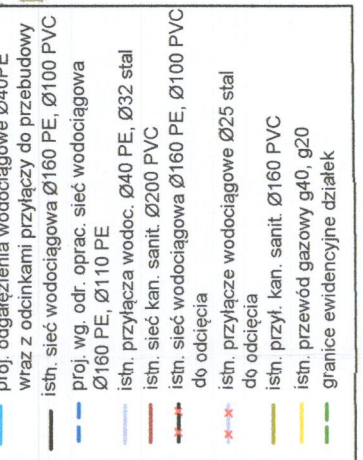 proj. odgałęzienia wodociągowe Ø40PE
wraz z odcinkami przyłączy do przebudowy
istn. sieć wodociągowa Ø160 PE, Ø100 PVC
proj. wg. odr. oprac. sieć wodociągowa
Ø160 PE, Ø110 PE
istn. przyłącza wodoc. Ø40 PE, Ø32 stal
istn. sieć kan. sanit. Ø200 PVC
istn. sieć wodociągowa Ø160 PE, Ø100 PVC
do odcięcia
istn. przyłącze wodociągowe Ø25 stal
do odcięcia
istn. przył. kan. sanit. Ø160 PVC
istn. przewód gazowy g40, g20
granice ewidencyjne działek